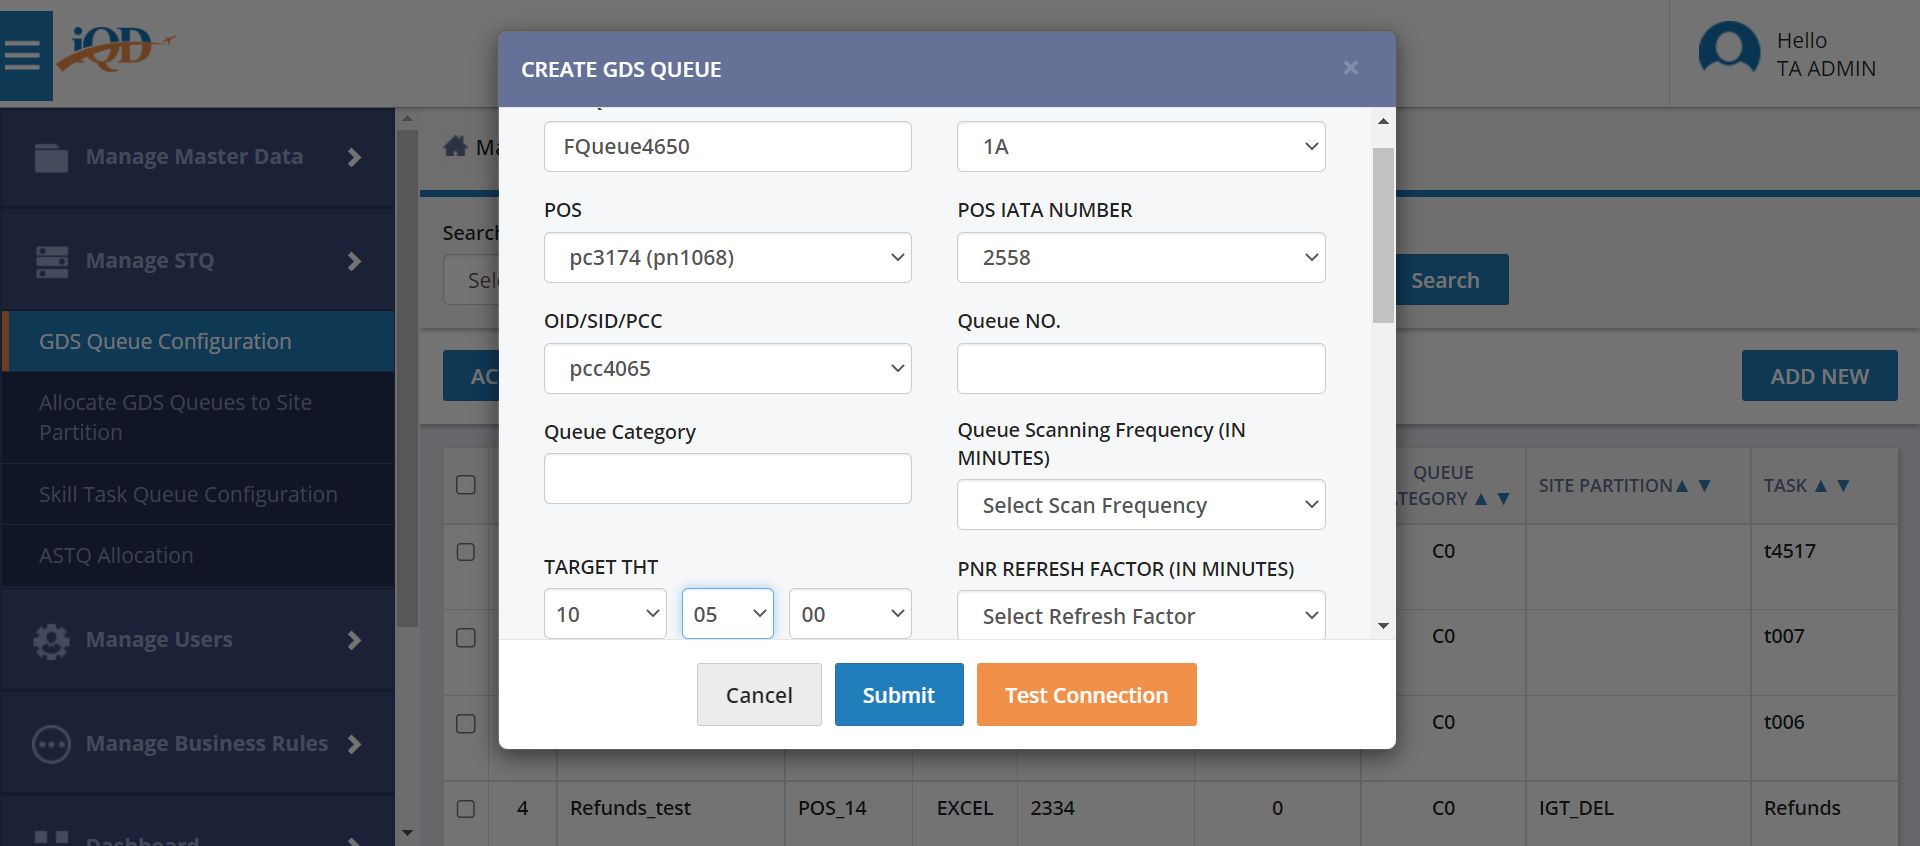 iQD
Hello
TA ADMIN
CREATE GDS QUEUE
×
FQueue4650
1A
POS
POS IATA NUMBER
pc3174 (pn1068)
2558
OID/SID/PCC
Queue NO.
pcc4065
Queue Category
Queue Scanning Frequency (IN
MINUTES)
Select Scan Frequency
TARGET THT
PNR REFRESH FACTOR (IN MINUTES)
10
05
00
Select Refresh Factor
Cancel
Submit
Test Connection
Manage Master Data
Manage STQ
GDS Queue Configuration
Allocate GDS Queues to Site
Partition
Skill Task Queue Configuration
ASTQ Allocation
Manage Users
Manage Business Rules
Dashboard
Ma
Search
Sel
Search
AC
ADD NEW
QUEUE
TEGORY ▲ ▼
SITE PARTITION ▲ ▼
TASK ▲ ▼
C0
t4517
C0
t007
C0
t006
4
Refunds_test
POS_14
EXCEL
2334
0
C0
IGT_DEL
Refunds